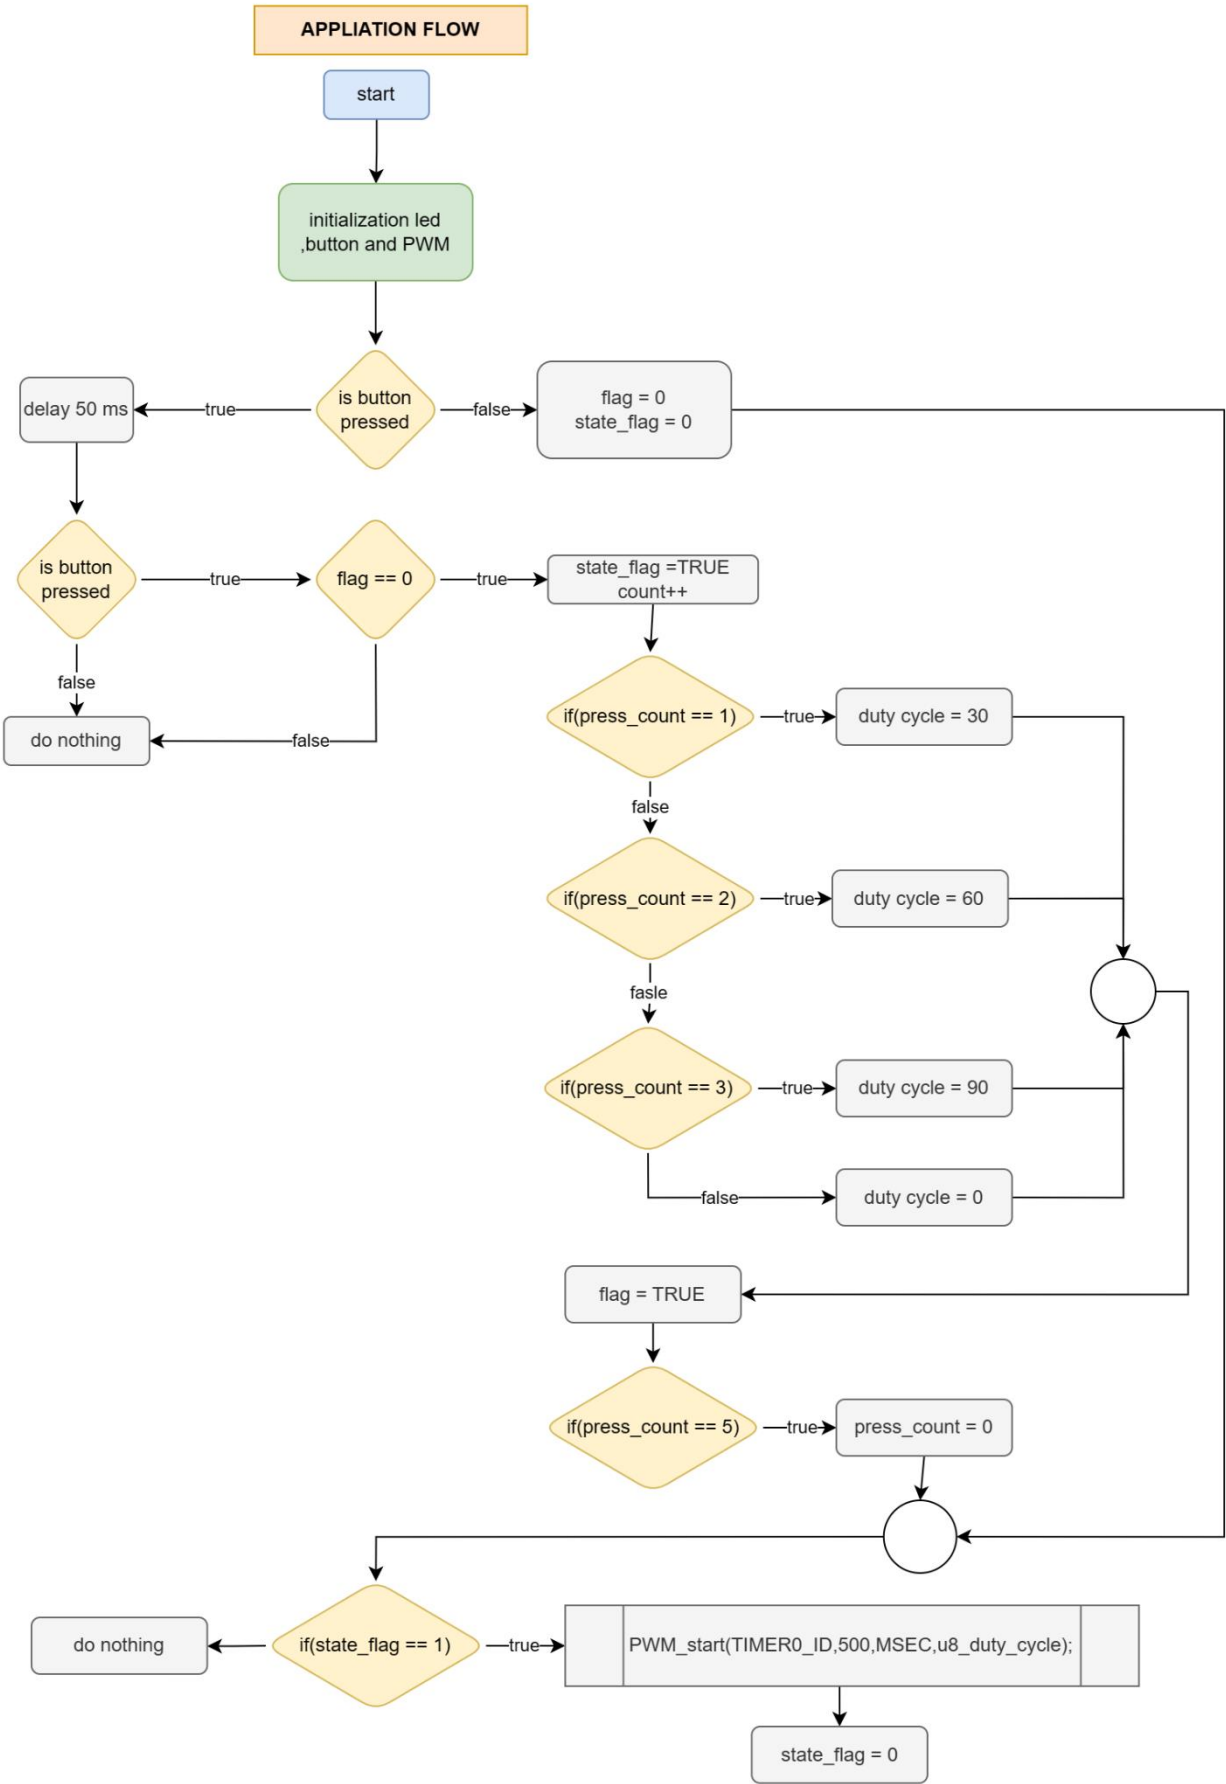 APPLIATION FLOW
start
initialization led
,button and PWM
is button
pressed
true
delay 50 ms
false
flag = 0
state_flag = 0
is button
pressed
true
flag == 0
true
state_flag =TRUE
count++
false
do nothing
false
if(press_count == 1)
true
duty cycle = 30
false
if(press_count == 2)
true
duty cycle = 60
fasle
if(press_count == 3)
true
duty cycle = 90
false
duty cycle = 0
flag = TRUE
if(press_count == 5)
true
press_count = 0
do nothing
if(state_flag == 1)
true
PWM_start(TIMER0_ID,500,MSEC,u8_duty_cycle);
state_flag = 0